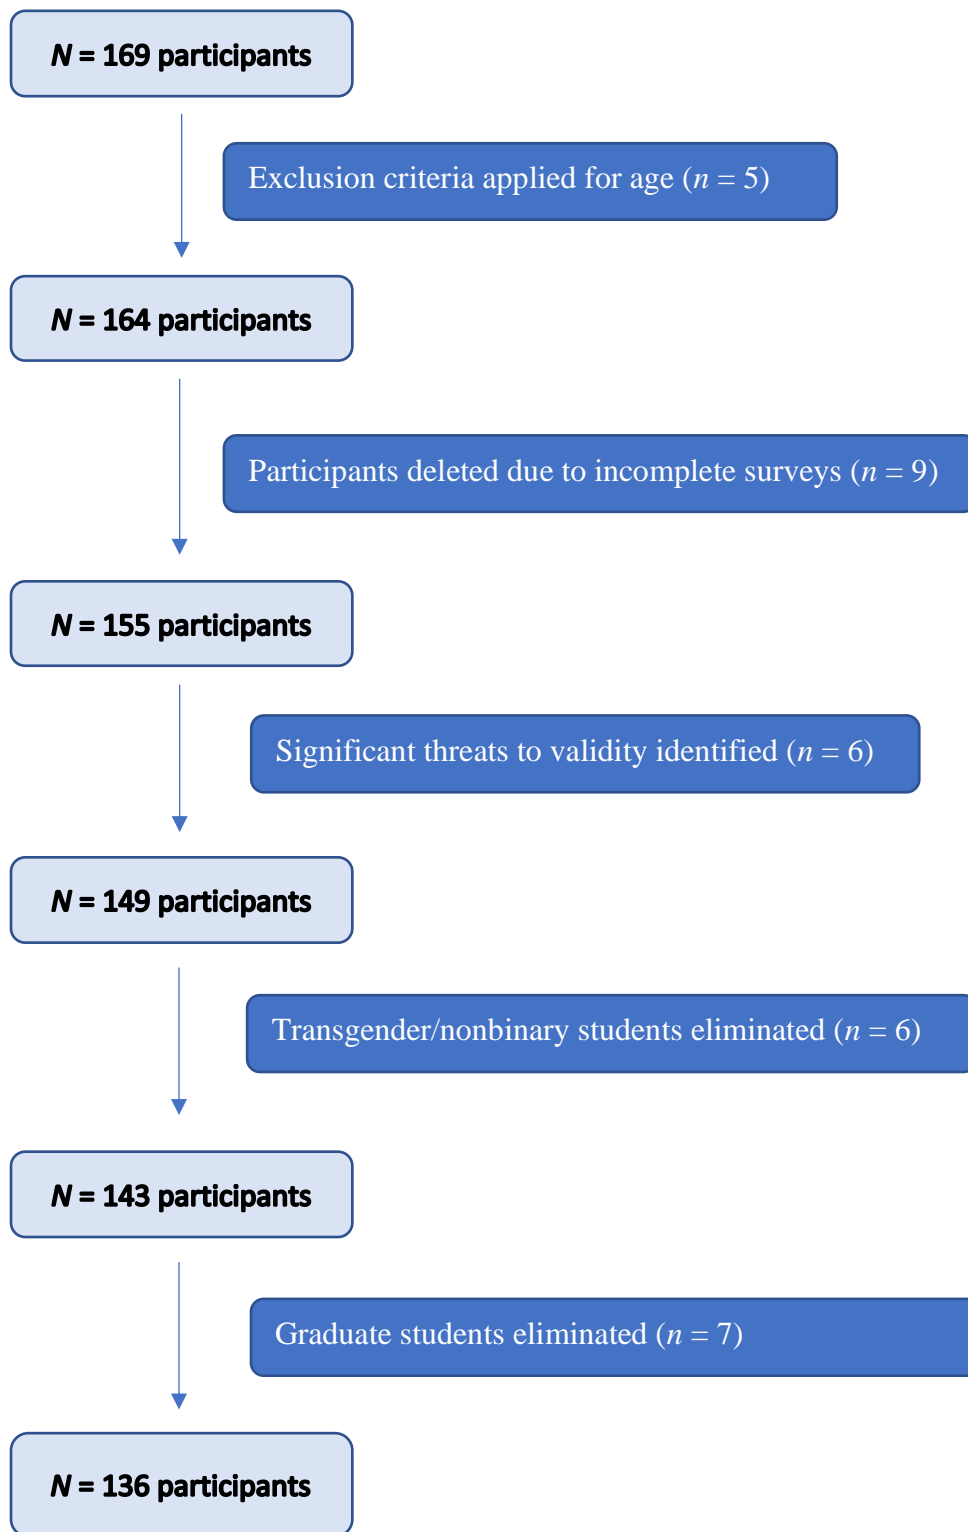 N = 169 participants
Exclusion criteria applied for age (n = 5)
N = 164 participants
Participants deleted due to incomplete surveys (n = 9)
N = 155 participants
Significant threats to validity identified (n = 6)
N = 149 participants
Transgender/nonbinary students eliminated (n = 6)
N = 143 participants
Graduate students eliminated (n = 7)
N = 136 participants